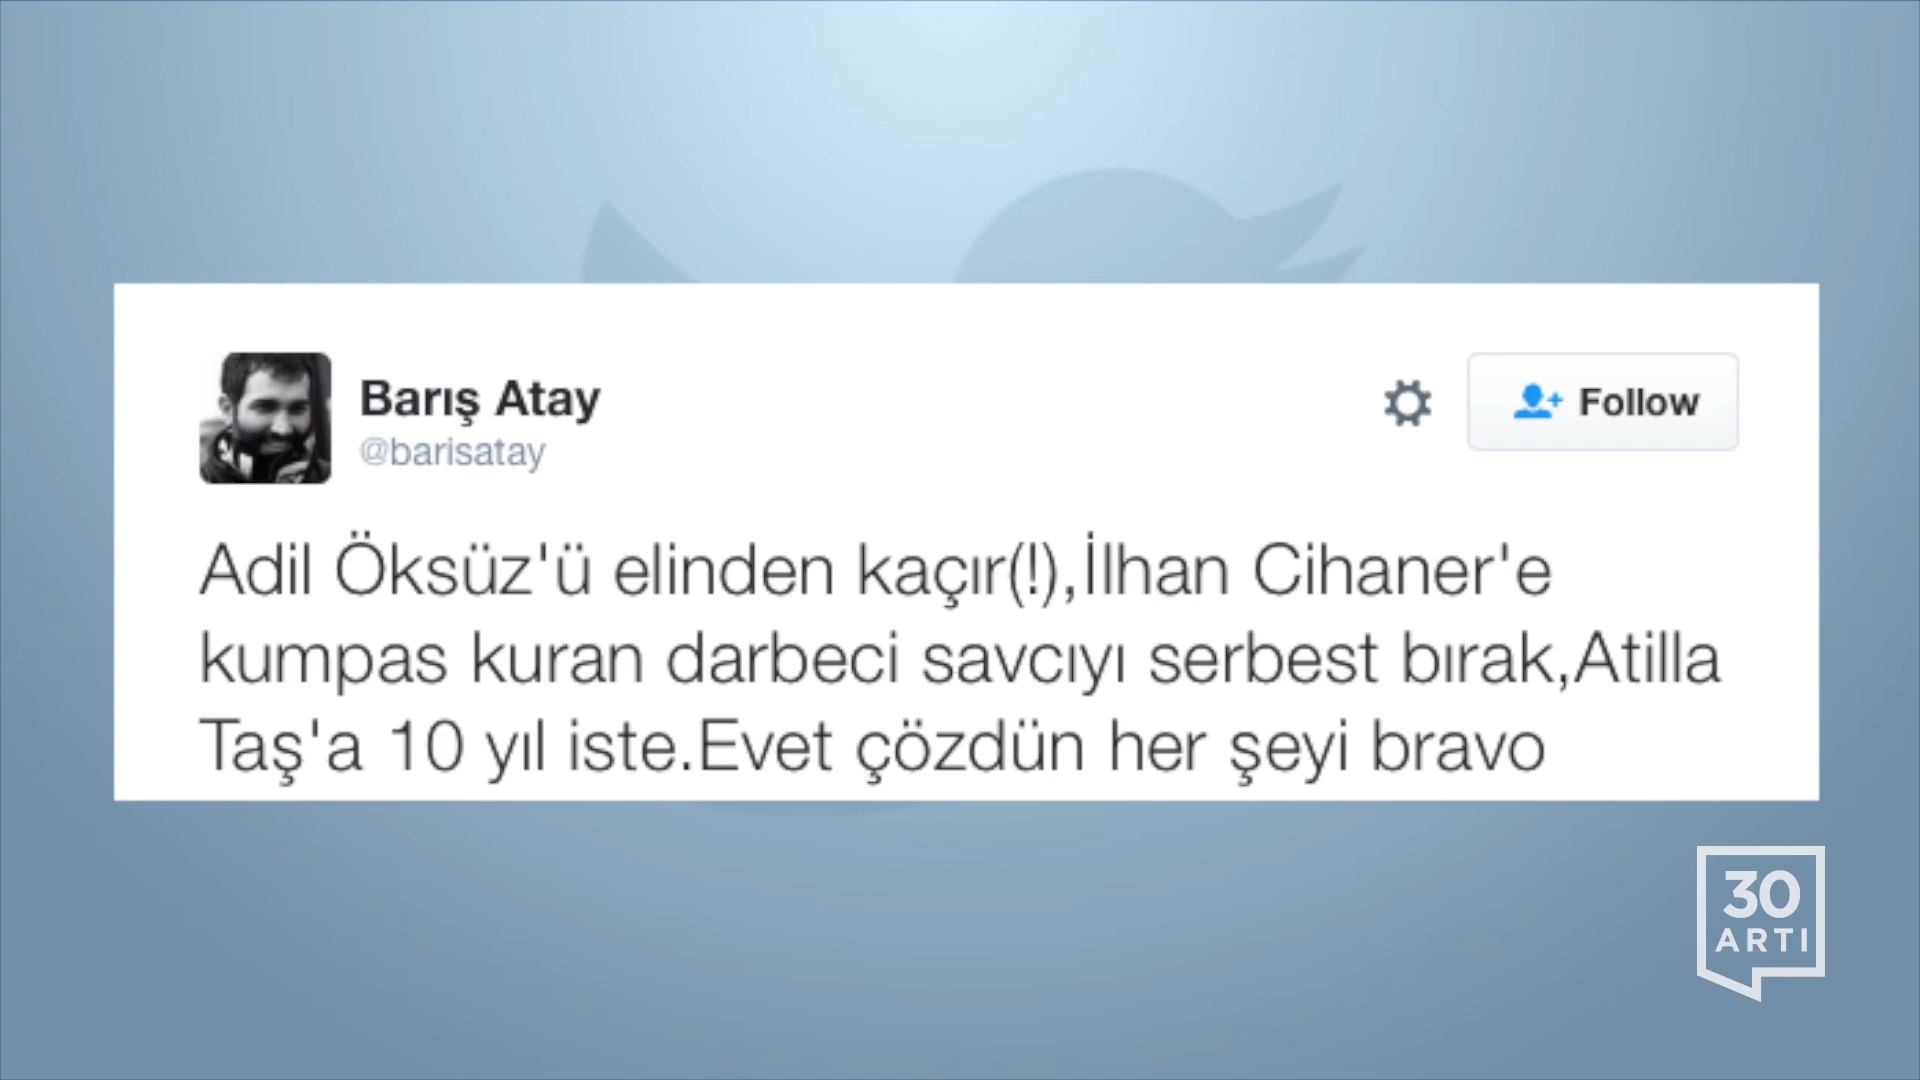 Barış Atay
@barisatay
Follow
Adil Öksüz'ü elinden kaçır(!),İlhan Cihaner'e
kumpas kuran darbeci savcıyı serbest bırak,Atilla
Taş'a 10 yıl iste.Evet çözdün her şeyi bravo
30
ARTI